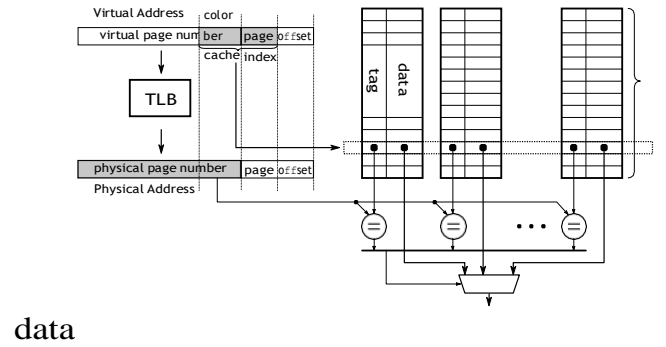 Virtual Address color
virtual page number page offset
cache index
TLB
tag data
physical page number page offset
Physical Address
= = ... =
data